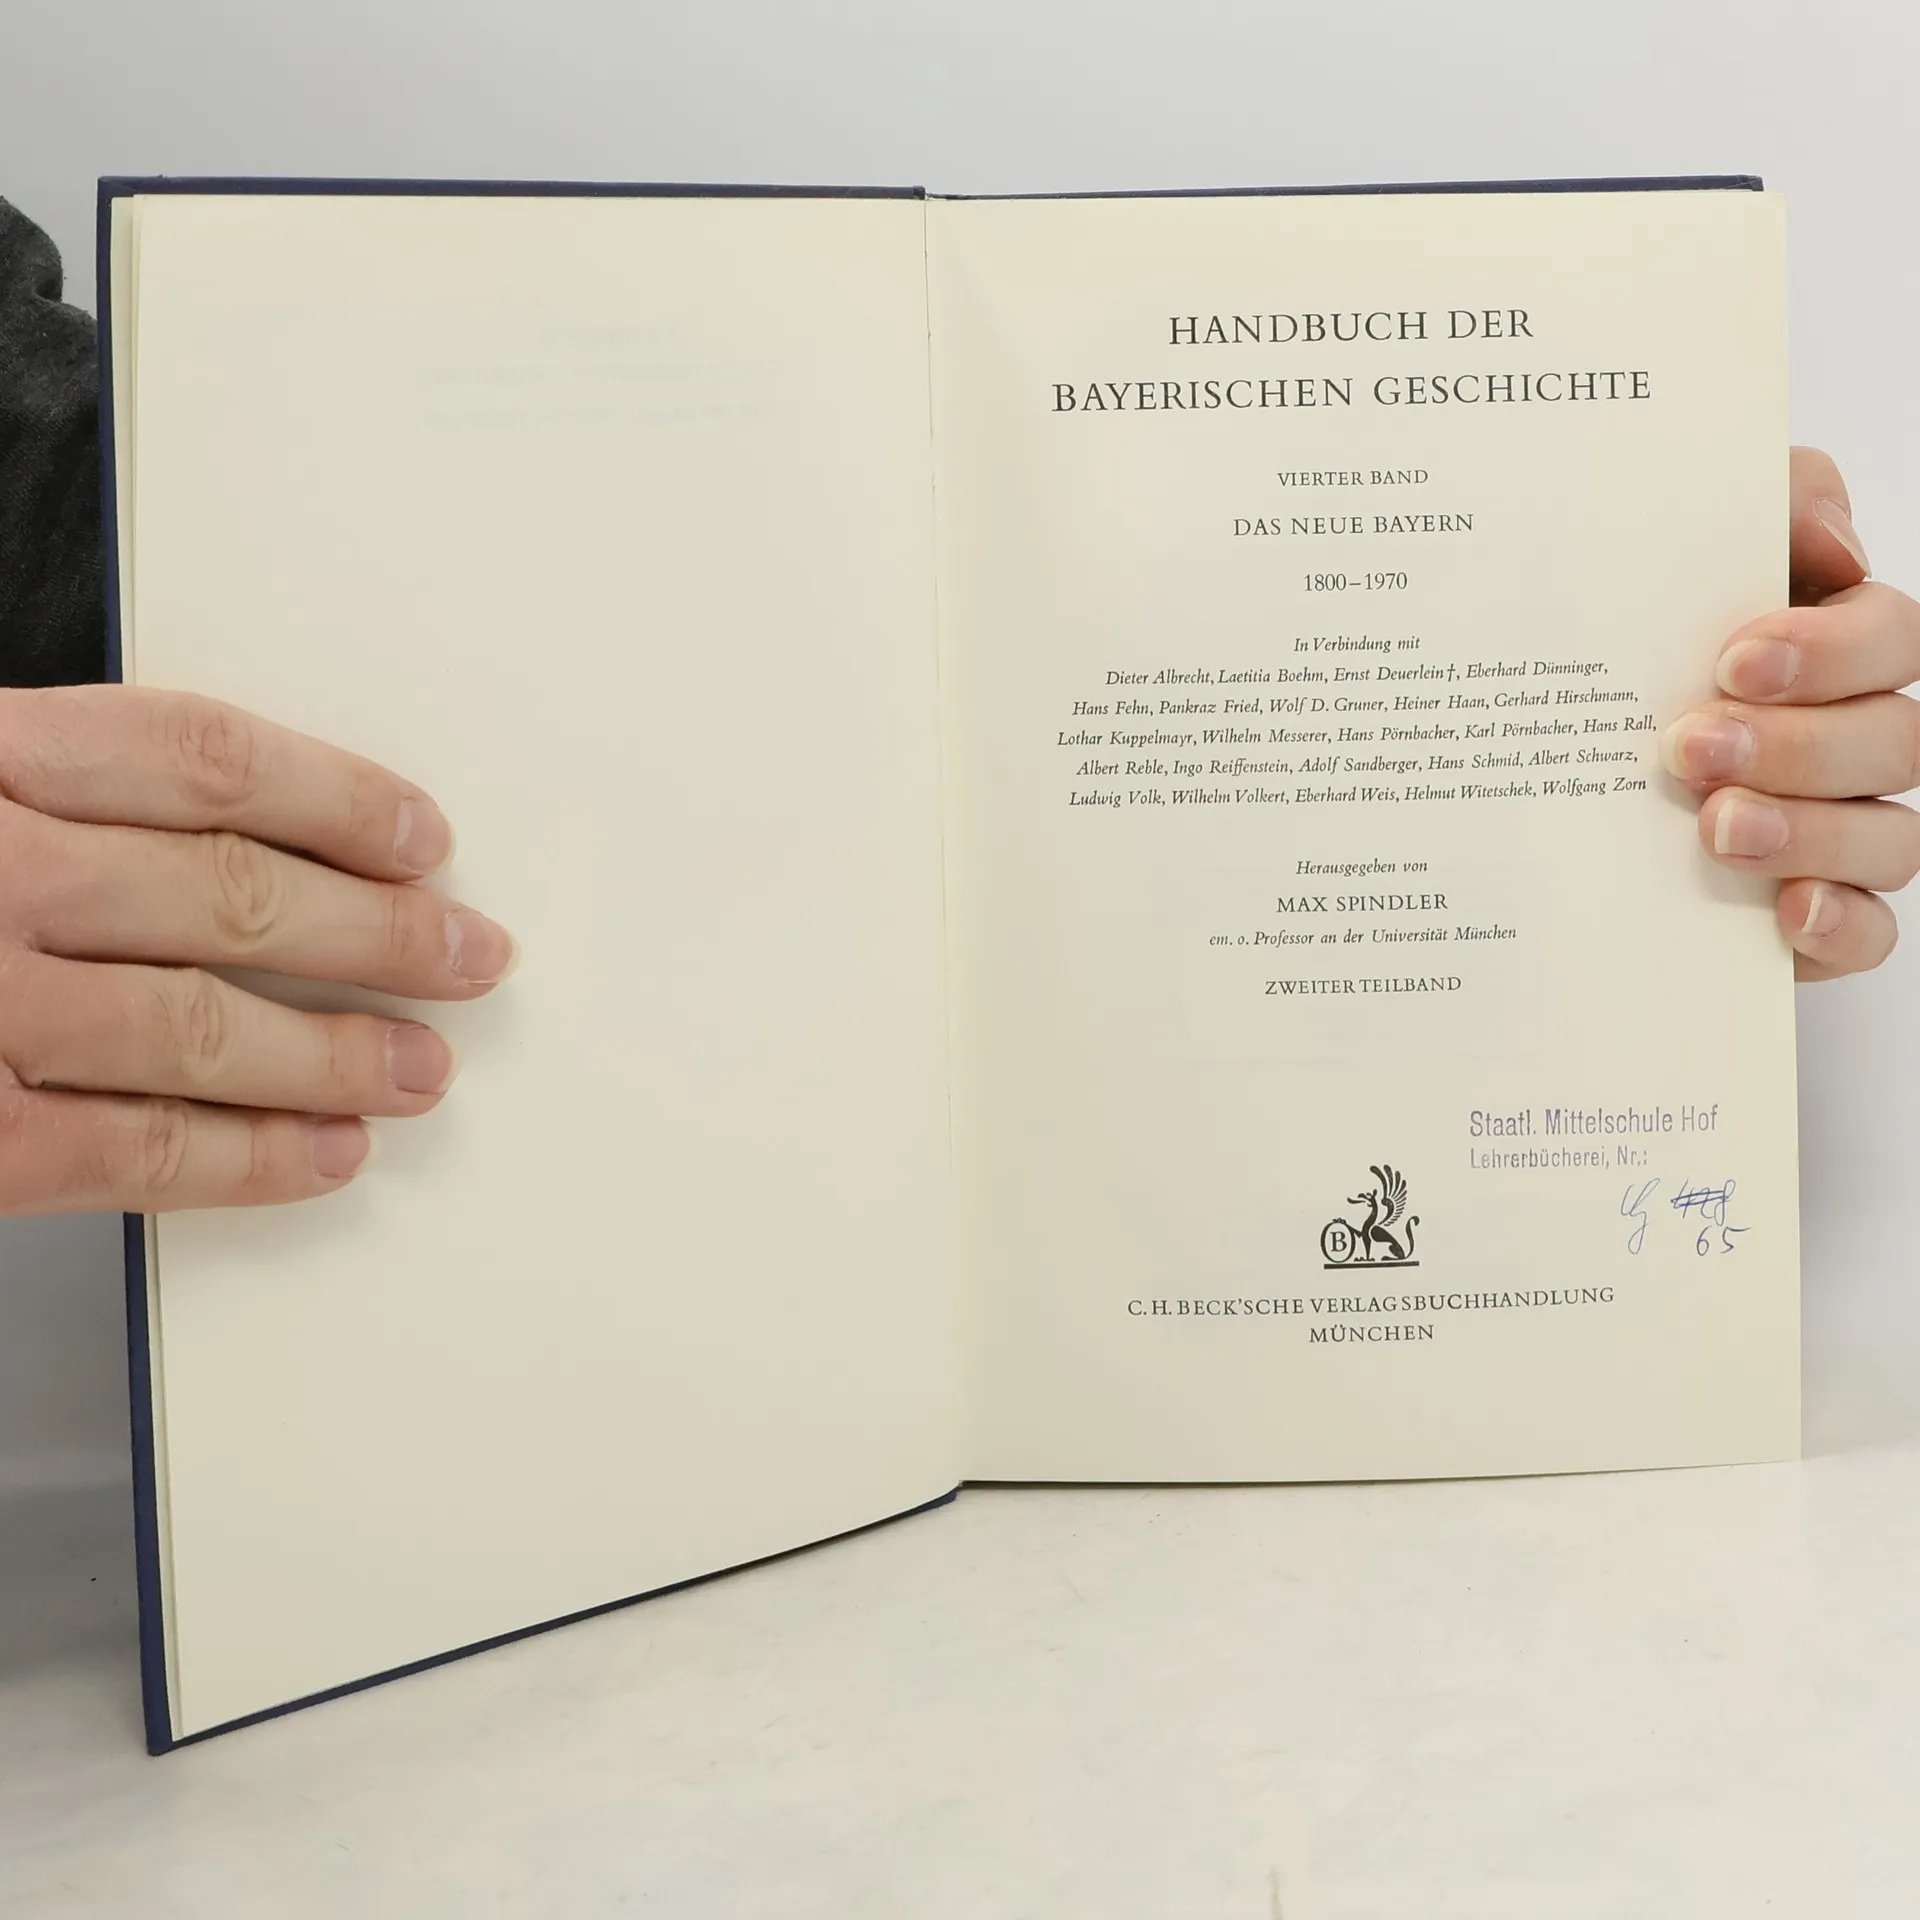 HANDBUCH DER
BAYERISCHEN GESCHICHTE
VIERTER BAND
DAS NEUE BAYERN
1800–1970
In Verbindung mit
Dieter Albrecht, Laetitia Boehm, Ernst Deuerlein†, Eberhard Dünninger,
Hans Fehn, Pankraz Fried, Wolf D. Gruner, Heiner Haan, Gerhard Hirschmann,
Lothar Kuppelmayr, Wilhelm Messerer, Hans Pörnbacher, Karl Pörnbacher, Hans Rall,
Albert Reble, Ingo Reiffenstein, Adolf Sandberger, Hans Schmid, Albert Schwarz,
Ludwig Volk, Wilhelm Volkert, Eberhard Weis, Helmut Witetschek, Wolfgang Zorn
Herausgegeben von
MAX SPINDLER
em. o. Professor an der Universität München
ZWEITER TEILBAND
Staatl. Mittelschule Hof
Lehrerbücherei, Nr.:
65
B
C.H.BECK'SCHE VERLAGSBUCHHANDLUNG
MÜNCHEN